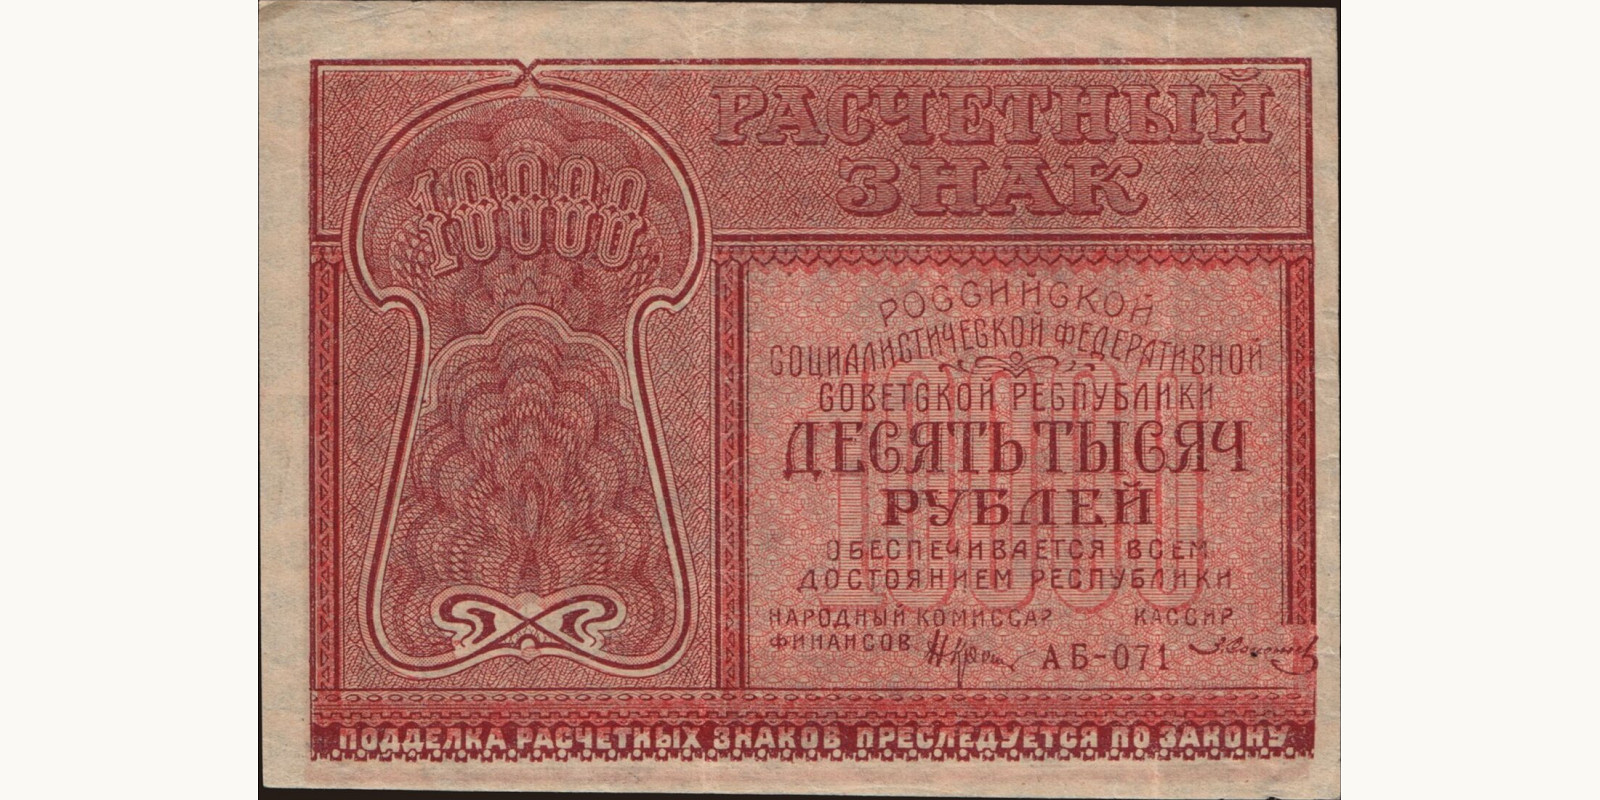 РАСЧЕТНЫЙ
ЗНАК
10000
РОССИЙСКОЙ
СОЦИАЛИСТИЧЕСКОЙ ФЕДЕРАТИВНОЙ
СОВЕТСКОЙ РЕСПУБЛИКИ
10000
ДЕСЯТЬ ТЫСЯЧ
РУБЛЕЙ
ОБЕСПЕЧИВАЕТСЯ ВСЕМ
ДОСТОЯНИЕМ РЕСПУБЛИКИ
НАРОДНЫЙ КОМИССАР КАССИР
ФИНАНСОВ
АБ-071
ПОДДЕЛКА РАСЧЕТНЫХ ЗНАКОВ ПРЕСЛЕДУЕТСЯ ПО ЗАКОНУ